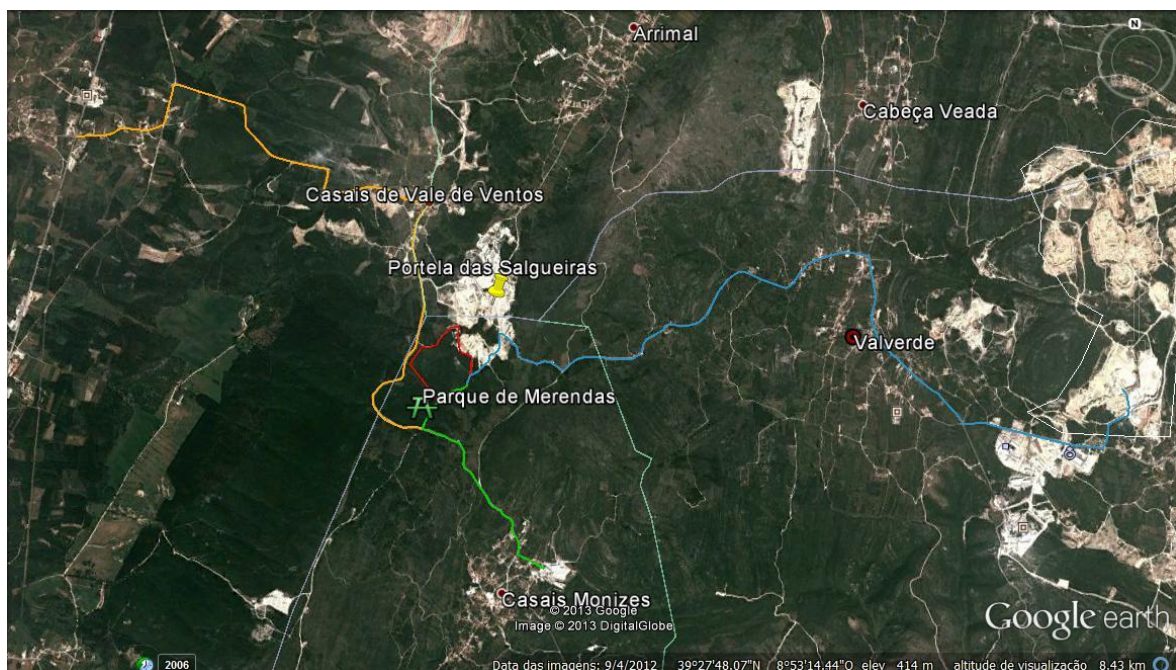 N
Arrimal
Cabeça Veada
Casais de Vale de Ventos
Portela das Salgueiras
Valverde
Parque de Merendas
Casais Monizes
© 2013 Google
Image © 2013 DigitalGlobe
Google earth
2006
Data das imagens: 9/4/2012 39°27'48.07"N 8°53'14.44"O elev 414 m altitude de visualização 8.43 km